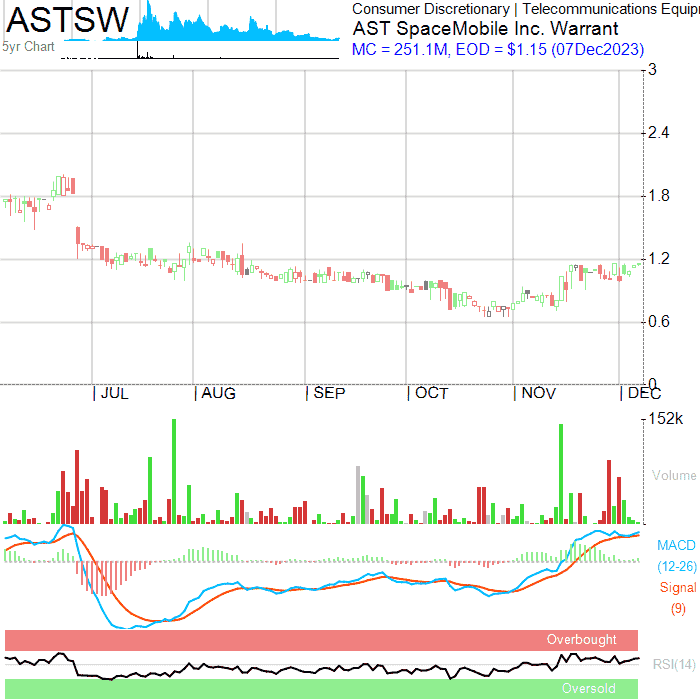 ASTSW
5yr Chart
Consumer Discretionary | Telecommunications Equip
AST SpaceMobile Inc. Warrant
MC = 251.1M, EOD = $1.15 (07Dec2023)
3
2.4
1.8
1.2
0.6
0
JUL
AUG
SEP
OCT
NOV
DEC
152k
Volume
MACD
(12-26)
Signal
(9)
Overbought
RSI(14)
Oversold